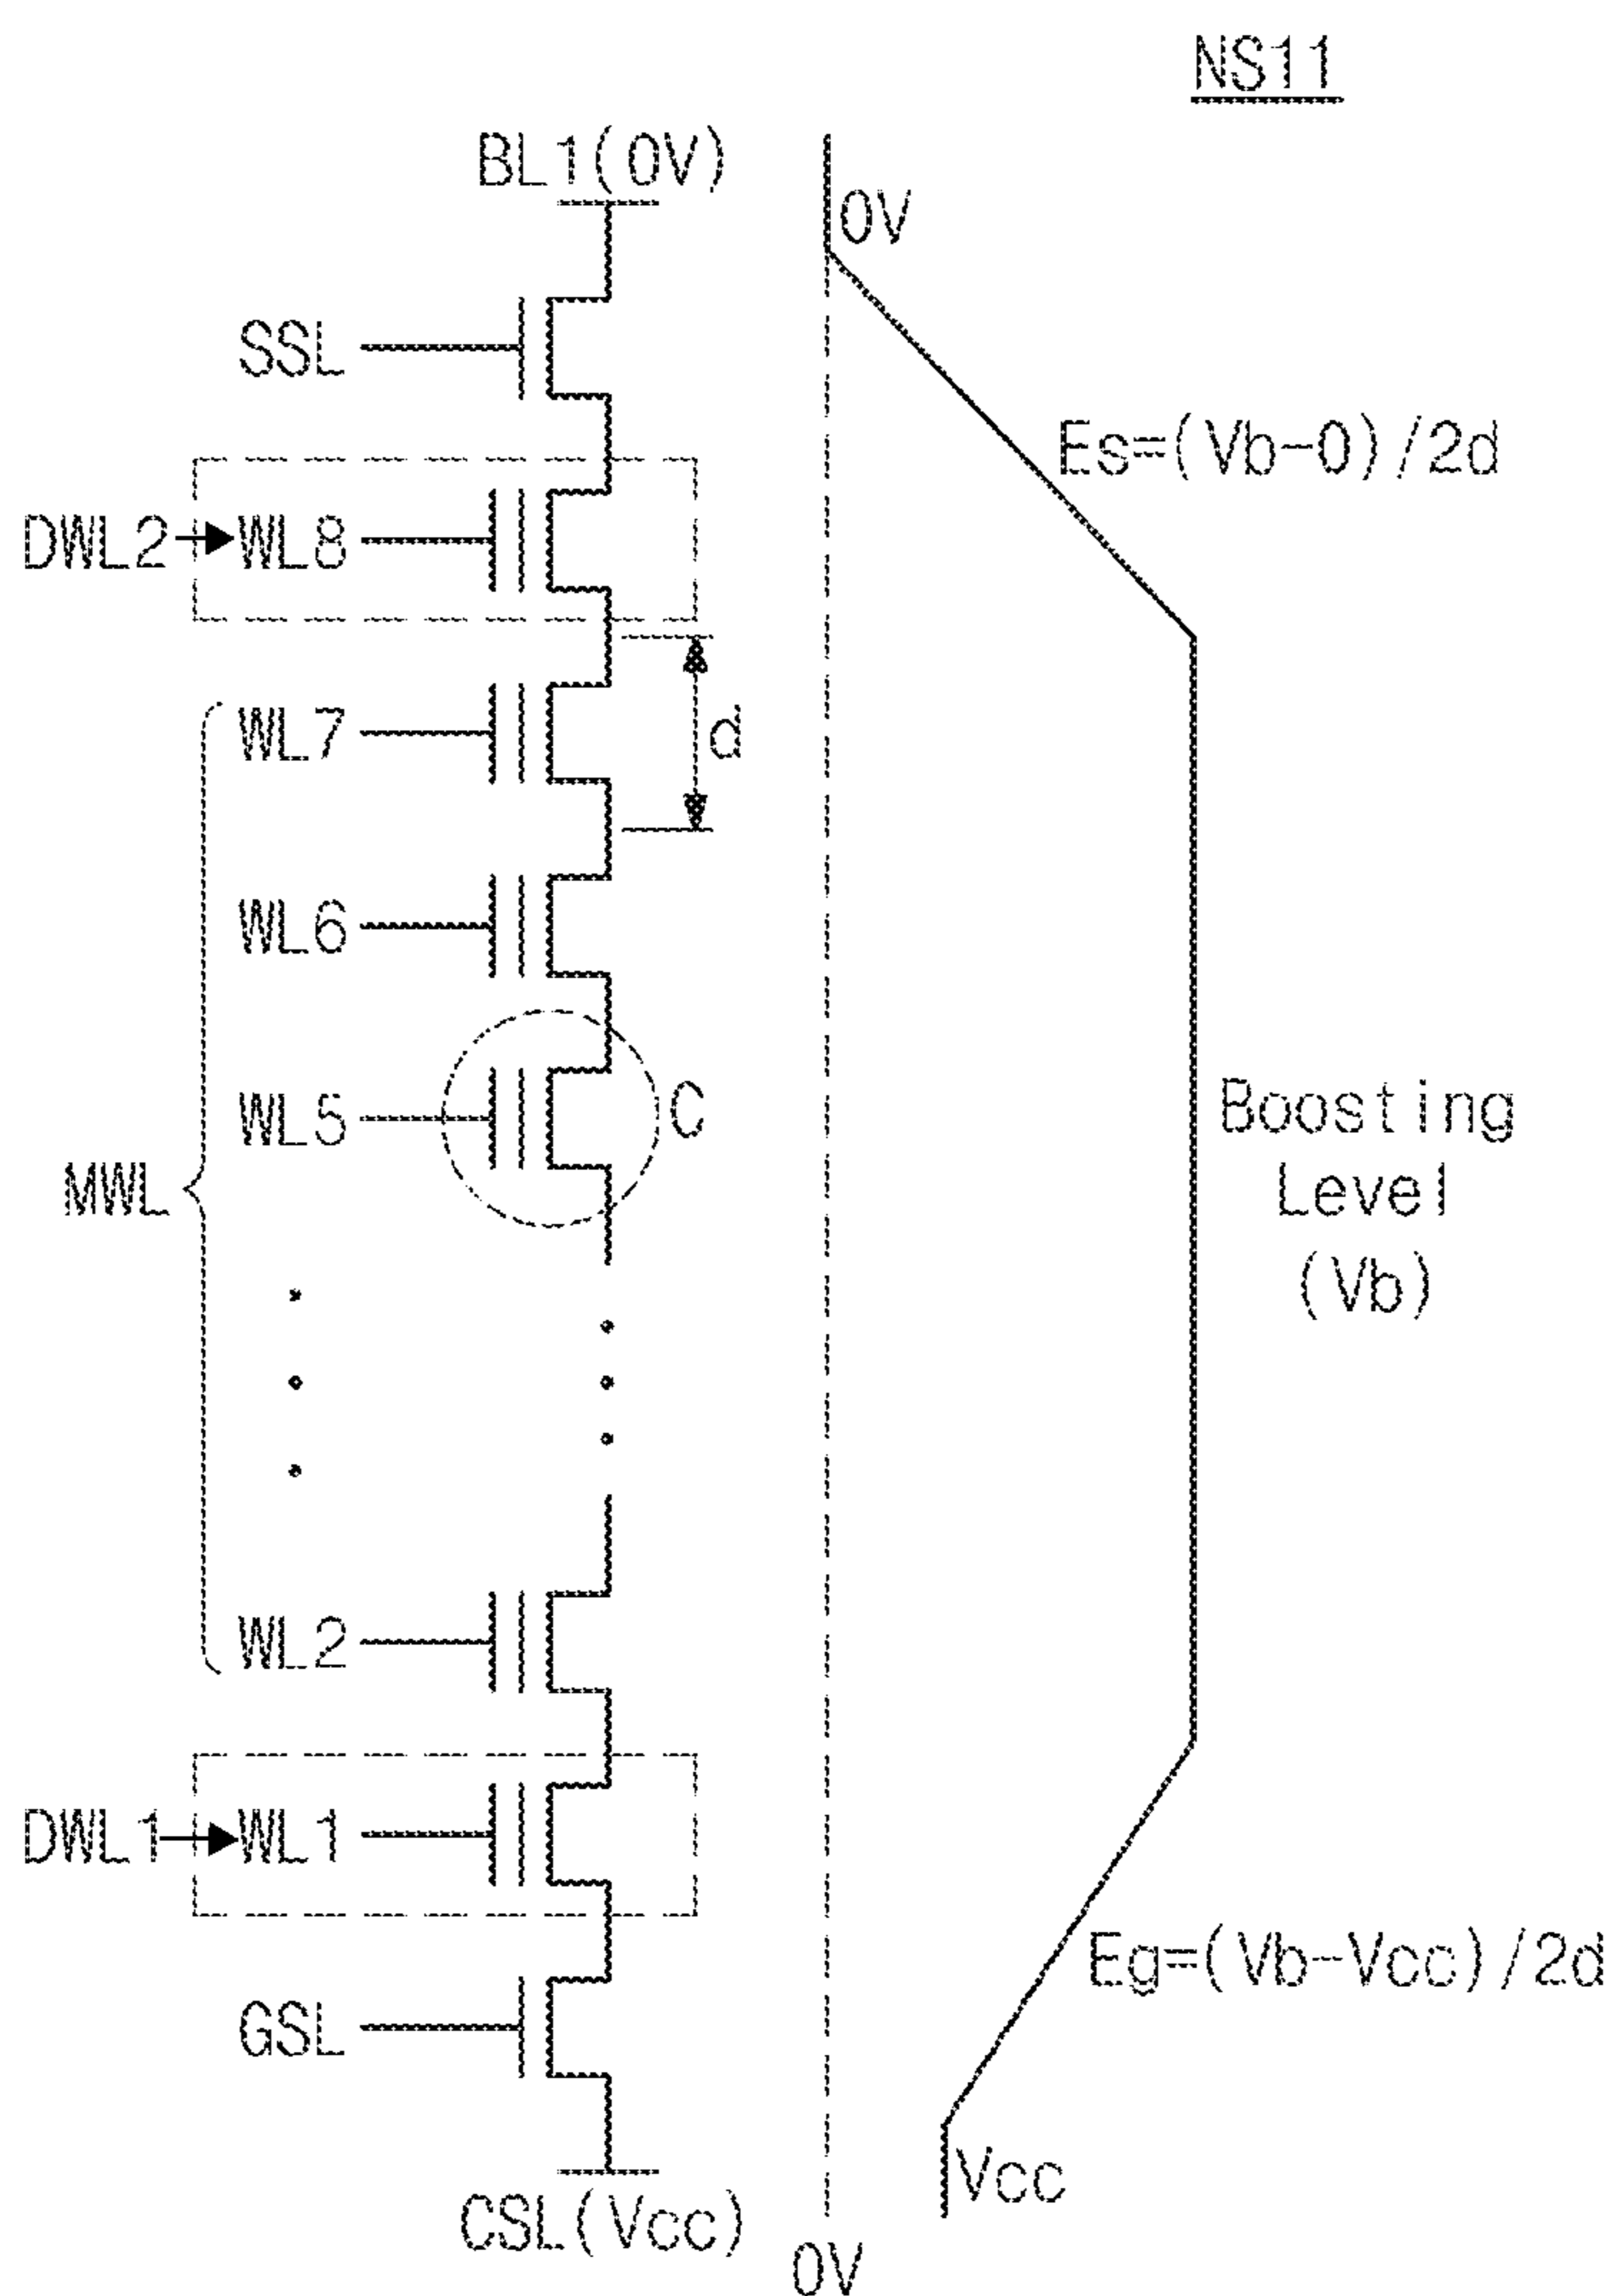 NS11
BL1(0V)
0V
SSL
Es=(Vb-0)/2d
DWL2
WL8
WL7
d
WL6
WL5
C
MWL
Boosting
Level
(Vb)
WL2
DWL1
WL1
Eg=(Vb-Vcc)/2d
GSL
Vcc
CSL(Vcc)
0V